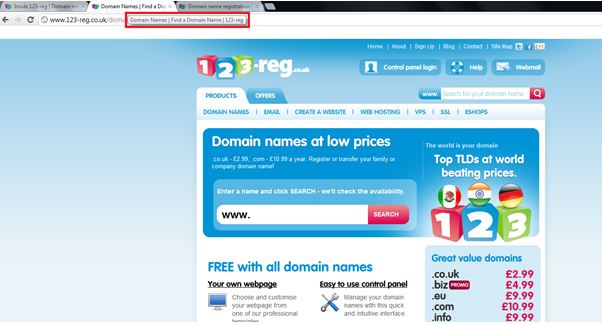 Inside 123-reg | Domain n
Domain Names | Find a Dom
Domain name registration |
www.123-reg.co.uk/doma
Domain Names | Find a Domain Name | 123-reg
Home | About | Sign Up | Blog | Contact | Site Map
123-reg.co.uk
Control panel login
Help
Webmail
PRODUCTS
OFFERS
www.
Search for your domain name
DOMAIN NAMES | EMAIL | CREATE A WEBSITE | WEB HOSTING | VPS | SSL | ESHOPS
Domain names at low prices
.co.uk - £2.99, .com - £10.99 a year. Register or transfer your family or
company domain name!
Enter a name and click SEARCH - we'll check the availability.
www.
SEARCH
The world is your domain
Top TLDs at world
beating prices.
123
FREE with all domain names
Your own webpage
Choose and customise
your webpage from
one of our professional
templates
Easy to use control panel
Manage your domain
names with this quick
and intuitive interface.
Great value domains
.co.uk £2.99
.biz PROMO £4.99
.eu £9.99
.com £10.99
.info £9.99